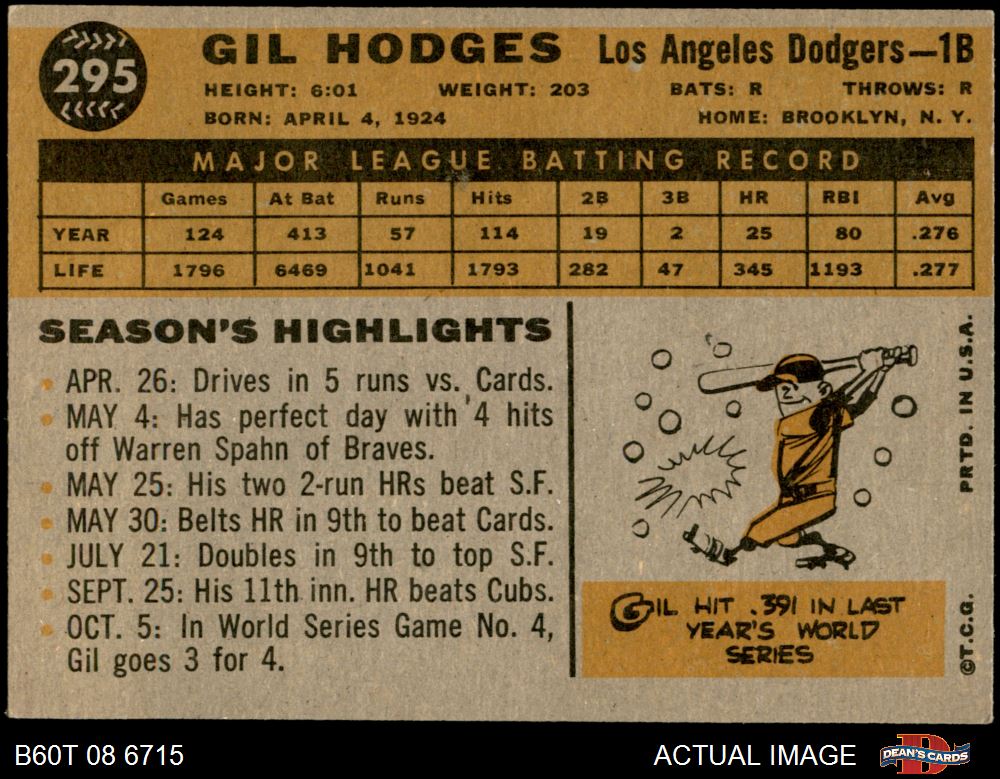 295
GIL HODGES Los Angeles Dodgers—1B
HEIGHT: 6:01 WEIGHT: 203 BATS: R THROWS: R
BORN: APRIL 4, 1924 HOME: BROOKLYN, N. Y.
MAJOR LEAGUE BATTING RECORD
Games At Bat Runs Hits 2B 3B HR RBI Avg
YEAR 124 413 57 114 19 2 25 80 .276
LIFE 1796 6469 1041 1793 282 47 345 1193 .277
SEASON'S HIGHLIGHTS
• APR. 26: Drives in 5 runs vs. Cards.
• MAY 4: Has perfect day with 4 hits
off Warren Spahn of Braves.
• MAY 25: His two 2-run HRs beat S.F.
• MAY 30: Belts HR in 9th to beat Cards.
• JULY 21: Doubles in 9th to top S.F.
• SEPT. 25: His 11th inn. HR beats Cubs.
• OCT. 5: In World Series Game No. 4,
Gil goes 3 for 4.
GIL HIT .391 IN LAST
YEAR'S WORLD
SERIES
PRTD. IN U.S.A.
©T.C.G.
B60T 08 6715 ACTUAL IMAGE
D
DEAN'S CARDS